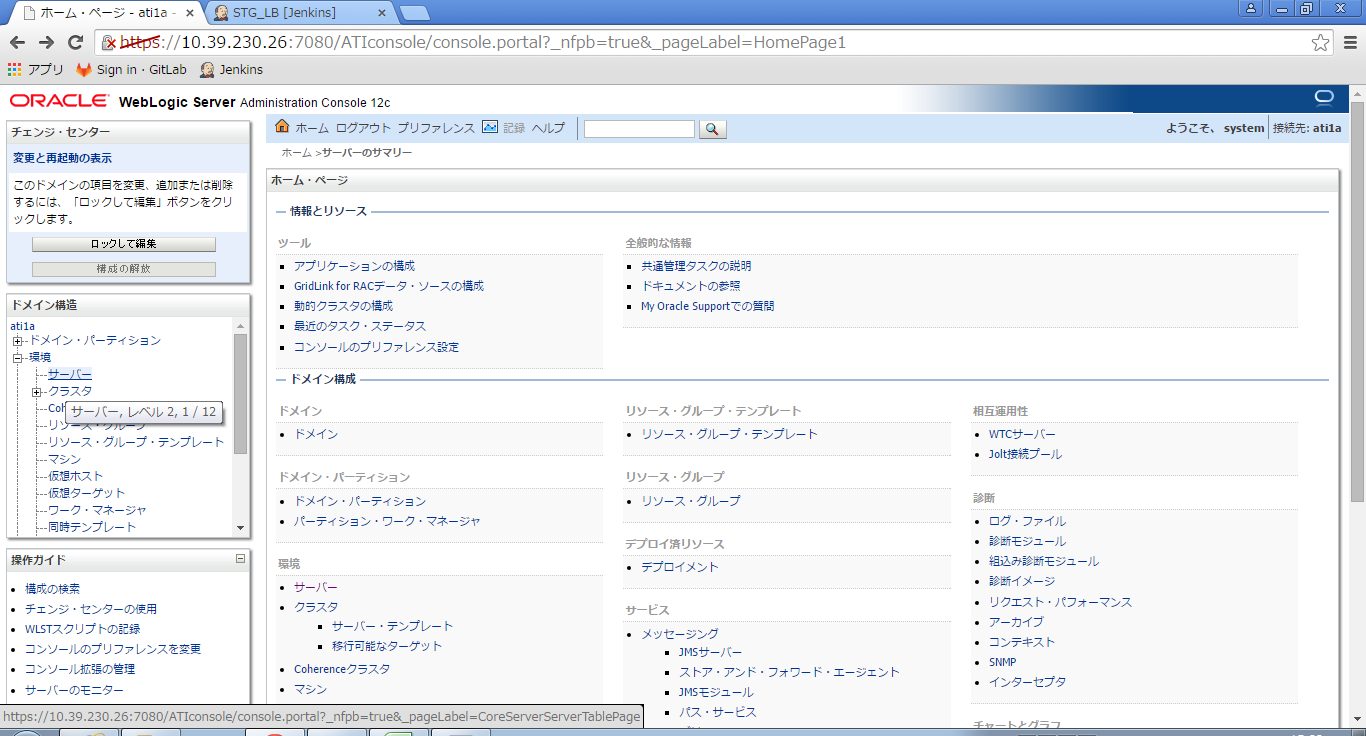 ホーム・ページ - ati1a -
STG_LB [Jenkins]
https://10.39.230.26:7080/ATIconsole/console.portal?_nfpb=true&_pageLabel=HomePage1
アプリ Sign in · GitLab Jenkins
ORACLE WebLogic Server Administration Console 12c
チェンジ・センター
変更と再起動の表示
このドメインの項目を変更、追加または削除
するには、「ロックして編集」ボタンをクリ
ックします。
ロックして編集
構成の解放
ドメイン構造
ati1a
ドメイン・パーティション
環境
サーバー
クラスタ
サーバー, レベル 2, 1 / 12
リソース・グループ
リソース・グループ・テンプレート
マシン
仮想ホスト
仮想ターゲット
ワーク・マネージャ
同時テンプレート
操作ガイド
構成の検索
チェンジ・センターの使用
WLSTスクリプトの記録
コンソールのプリファレンスを変更
コンソール拡張の管理
サーバーのモニター
ホーム ログアウト プリファレンス 記録 ヘルプ
ようこそ、 system 接続先: ati1a
ホーム >サーバーのサマリー
ホーム・ページ
情報とリソース
ツール
アプリケーションの構成
GridLink for RACデータ・ソースの構成
動的クラスタの構成
最近のタスク・ステータス
コンソールのプリファレンス設定
全般的な情報
共通管理タスクの説明
ドキュメントの参照
My Oracle Supportでの質問
ドメイン構成
ドメイン
ドメイン
ドメイン・パーティション
ドメイン・パーティション
パーティション・ワーク・マネージャ
環境
サーバー
クラスタ
サーバー・テンプレート
移行可能なターゲット
Coherenceクラスタ
マシン
リソース・グループ・テンプレート
リソース・グループ・テンプレート
リソース・グループ
リソース・グループ
デプロイ済リソース
デプロイメント
サービス
メッセージング
JMSサーバー
ストア・アンド・フォワード・エージェント
JMSモジュール
パス・サービス
相互運用性
WTCサーバー
Jolt接続プール
診断
ログ・ファイル
診断モジュール
組込み診断モジュール
診断イメージ
リクエスト・パフォーマンス
アーカイブ
コンテキスト
SNMP
インターセプタ
チャートとグラフ
https://10.39.230.26:7080/ATIconsole/console.portal?_nfpb=true&_pageLabel=CoreServerServerTablePage